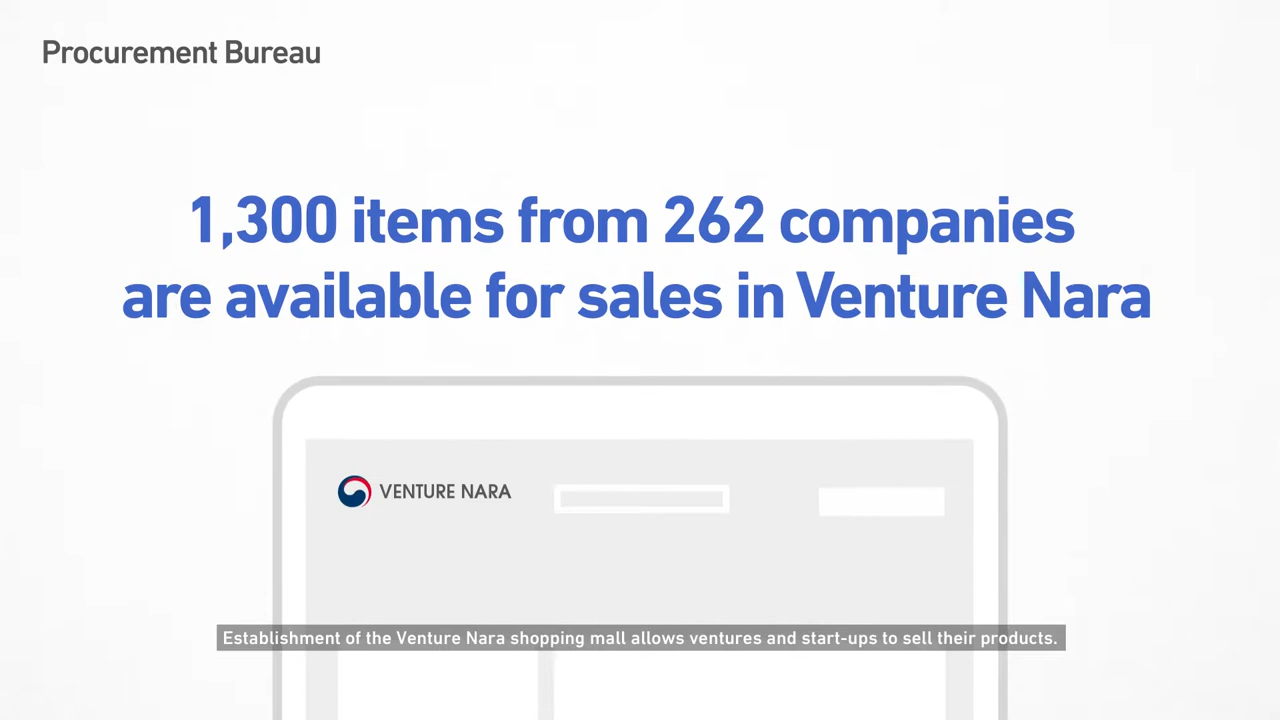 Procurement Bureau
1,300 items from 262 companies
are available for sales in Venture Nara
VENTURE NARA
Establishment of the Venture Nara shopping mall allows ventures and start-ups to sell their products.